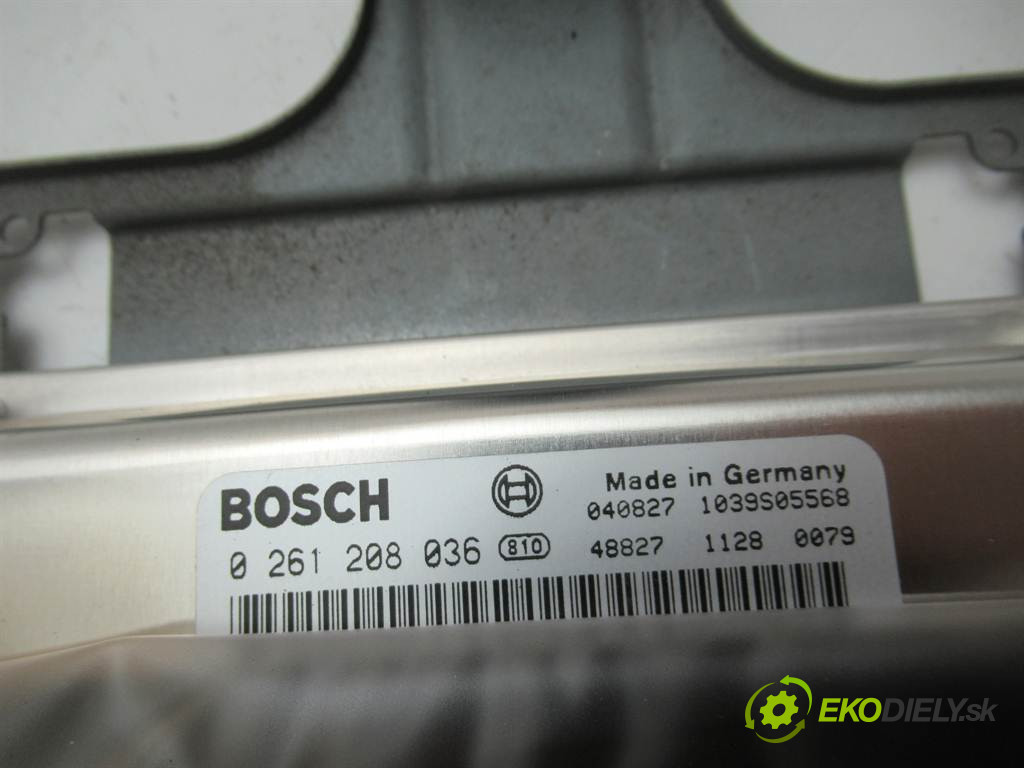 BOSCH
Made in Germany
040827 1039S05568
0 261 208 036 810 48827 1128 0079
EKODIELY.sk